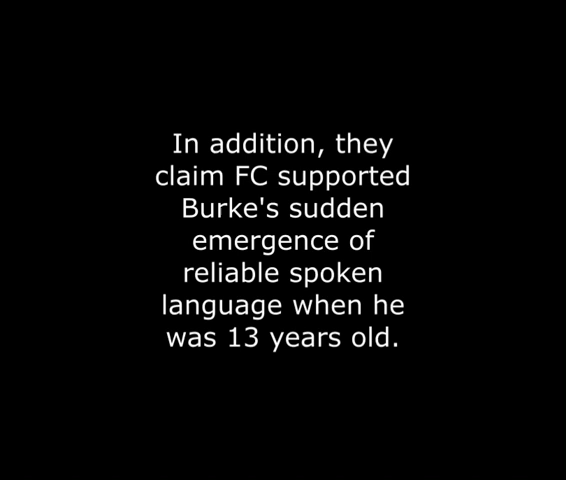 In addition, they
claim FC supported
Burke's sudden
emergence of
reliable spoken
language when he
was 13 years old.